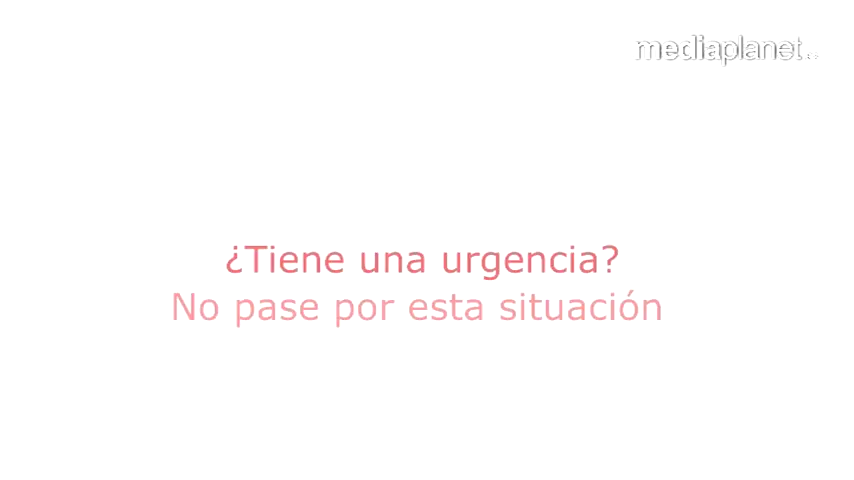 mediaplanet
¿Tiene una urgencia?
No pase por esta situación